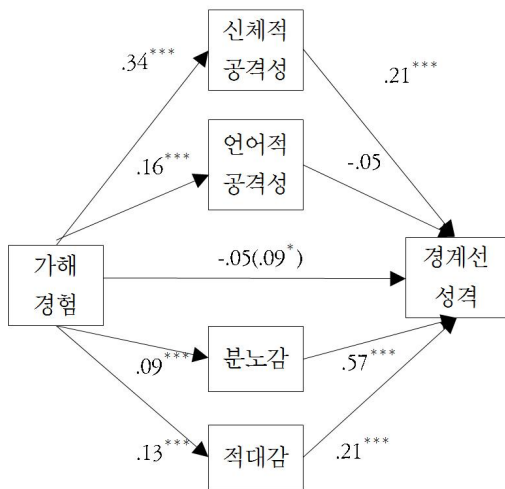 신체적
공격성
.34***
.21***
언어적
공격성
.16***
-.05
가해
경험
-.05(.09*)
경계선
성격
분노감
.09***
.57***
적대감
.13***
.21***